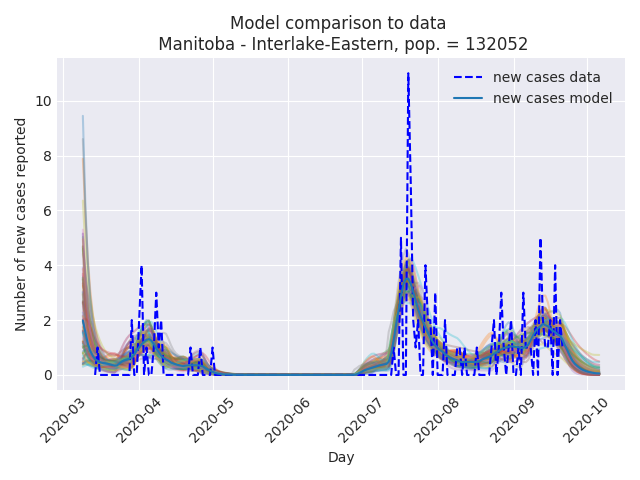 Model comparison to data
Manitoba - Interlake-Eastern, pop. = 132052
new cases data
new cases model
Number of new cases reported
10
8
6
4
2
0
2020-03
2020-04
2020-05
2020-06
2020-07
2020-08
2020-09
2020-10
Day